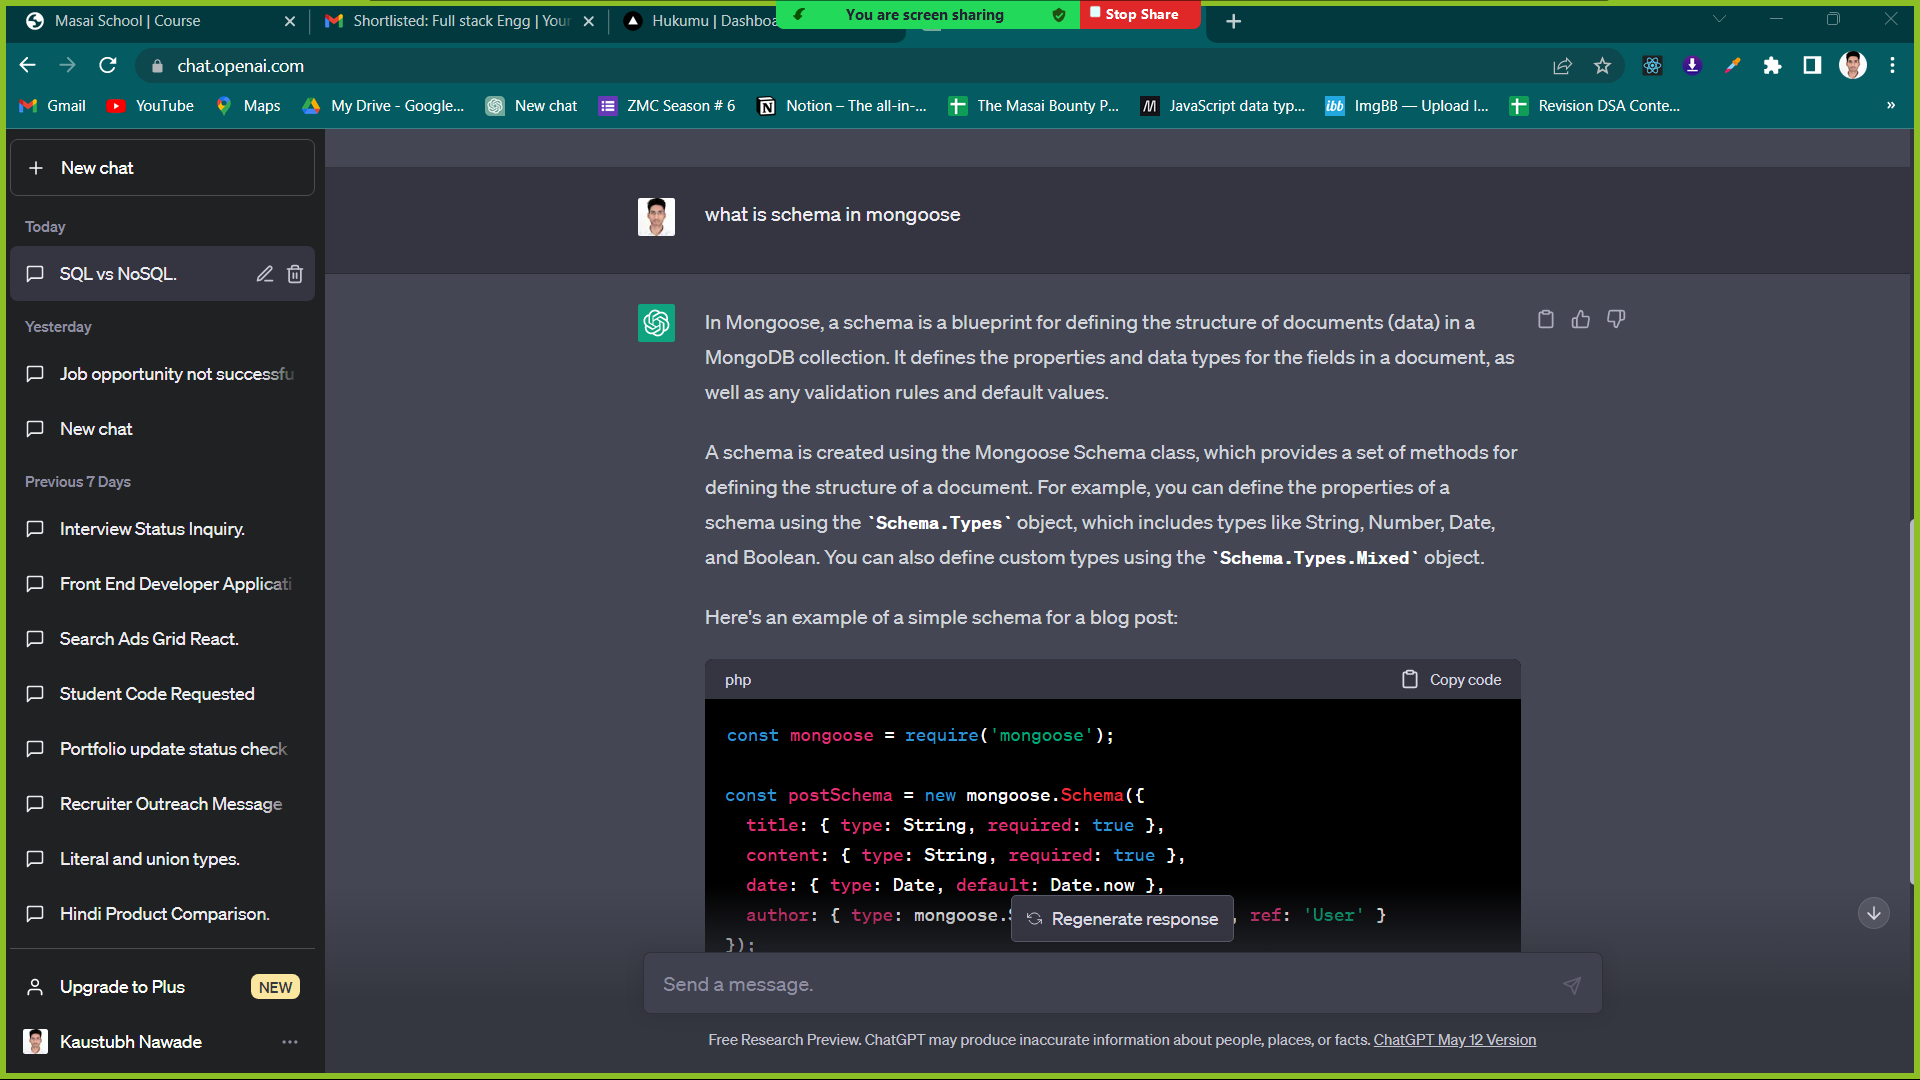 Masai School | Course
Shortlisted: Full stack Engg | Your
Hukumu | Dashboa
You are screen sharing
Stop Share
chat.openai.com
Gmail
YouTube
Maps
My Drive - Google...
New chat
ZMC Season # 6
Notion – The all-in-...
The Masai Bounty P...
JavaScript data typ...
ibb
ImgBB — Upload I...
Revision DSA Conte...
»
New chat
Today
SQL vs NoSQL.
Yesterday
Job opportunity not successfu
New chat
Previous 7 Days
Interview Status Inquiry.
Front End Developer Applicati
Search Ads Grid React.
Student Code Requested
Portfolio update status check
Recruiter Outreach Message
Literal and union types.
Hindi Product Comparison.
Upgrade to Plus
NEW
Kaustubh Nawade
what is schema in mongoose
In Mongoose, a schema is a blueprint for defining the structure of documents (data) in a
MongoDB collection. It defines the properties and data types for the fields in a document, as
well as any validation rules and default values.
A schema is created using the Mongoose Schema class, which provides a set of methods for
defining the structure of a document. For example, you can define the properties of a
schema using the `Schema.Types` object, which includes types like String, Number, Date,
and Boolean. You can also define custom types using the `Schema.Types.Mixed` object.
Here's an example of a simple schema for a blog post:
php
Copy code
const mongoose = require('mongoose');
const postSchema = new mongoose.Schema({
title: { type: String, required: true },
content: { type: String, required: true },
date: { type: Date, default: Date.now },
author: { type: mongoose. , ref: 'User' }
});
Regenerate response
Send a message.
Free Research Preview. ChatGPT may produce inaccurate information about people, places, or facts. ChatGPT May 12 Version